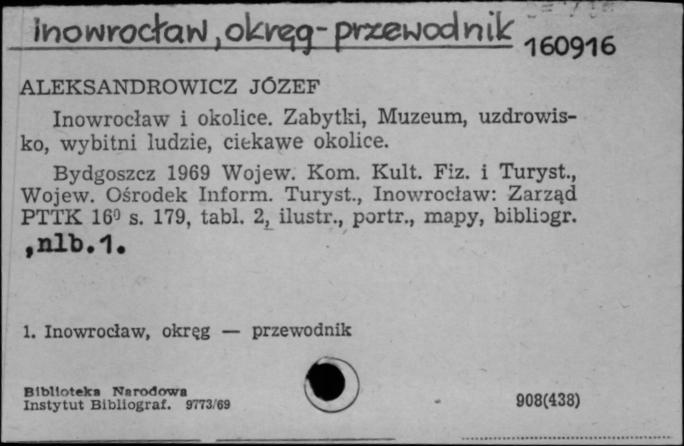 Inowrocław, okręg - przewodnik
160916
ALEKSANDROWICZ JÓZEF
Inowrocław i okolice. Zabytki, Muzeum, uzdrowis-
ko, wybitni ludzie, ciekawe okolice.
Bydgoszcz 1969 Wojew. Kom. Kult. Fiz. i Turyst.,
Wojew. Ośrodek Inform. Turyst., Inowrocław: Zarząd
PTTK 16⁰ s. 179, tabl. 2, ilustr., portr., mapy, bibliogr.
,nlb.1.
1. Inowrocław, okręg — przewodnik
Biblioteka Narodowa
Instytut Bibliograf. 9773/69
908(438)